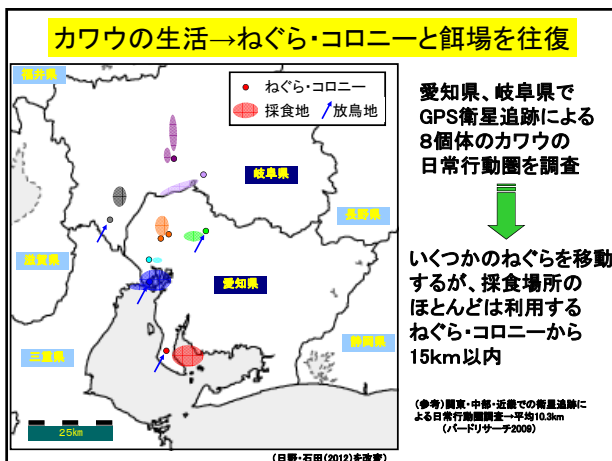 カワウの生活→ねぐら・コロニーと餌場を往復
福井県
ねぐら・コロニー
採食地
放鳥地
岐阜県
長野県
滋賀県
愛知県
三重県
静岡県
25km
(日野・石田(2012)を改変)
愛知県、岐阜県で
GPS衛星追跡による
8個体のカワウの
日常行動圏を調査
いくつかのねぐらを移動
するが、採食場所の
ほとんどは利用する
ねぐら・コロニーから
15km以内
(参考)関東・中部・近畿での衛星追跡に
よる日常行動圏調査→平均10.3km
(バードリサーチ2009)